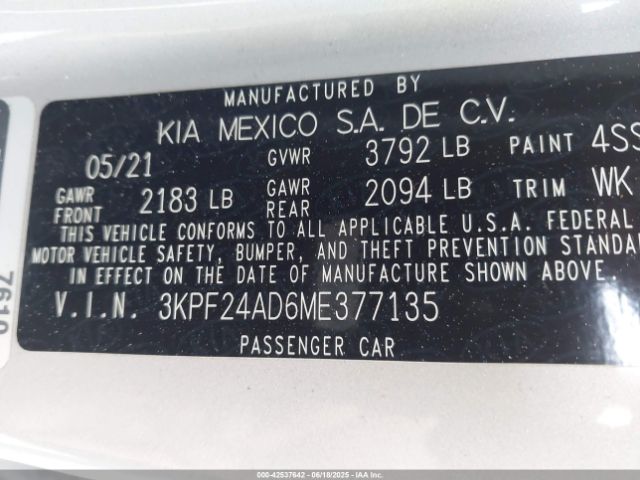 MANUFACTURED BY
KIA MEXICO S.A. DE C.V.
05/21 GVWR 3792 LB PAINT 4SS
GAWR FRONT 2183 LB GAWR REAR 2094 LB TRIM WK
THIS VEHICLE CONFORMS TO ALL APPLICABLE U.S.A. FEDERAL
MOTOR VEHICLE SAFETY, BUMPER, AND THEFT PREVENTION STANDA
IN EFFECT ON THE DATE OF MANUFACTURE SHOWN ABOVE.
V.I.N. 3KPF24AD6ME377135
PASSENGER CAR
7610
000-42537642 - 06/18/2025 - IAAI.COM